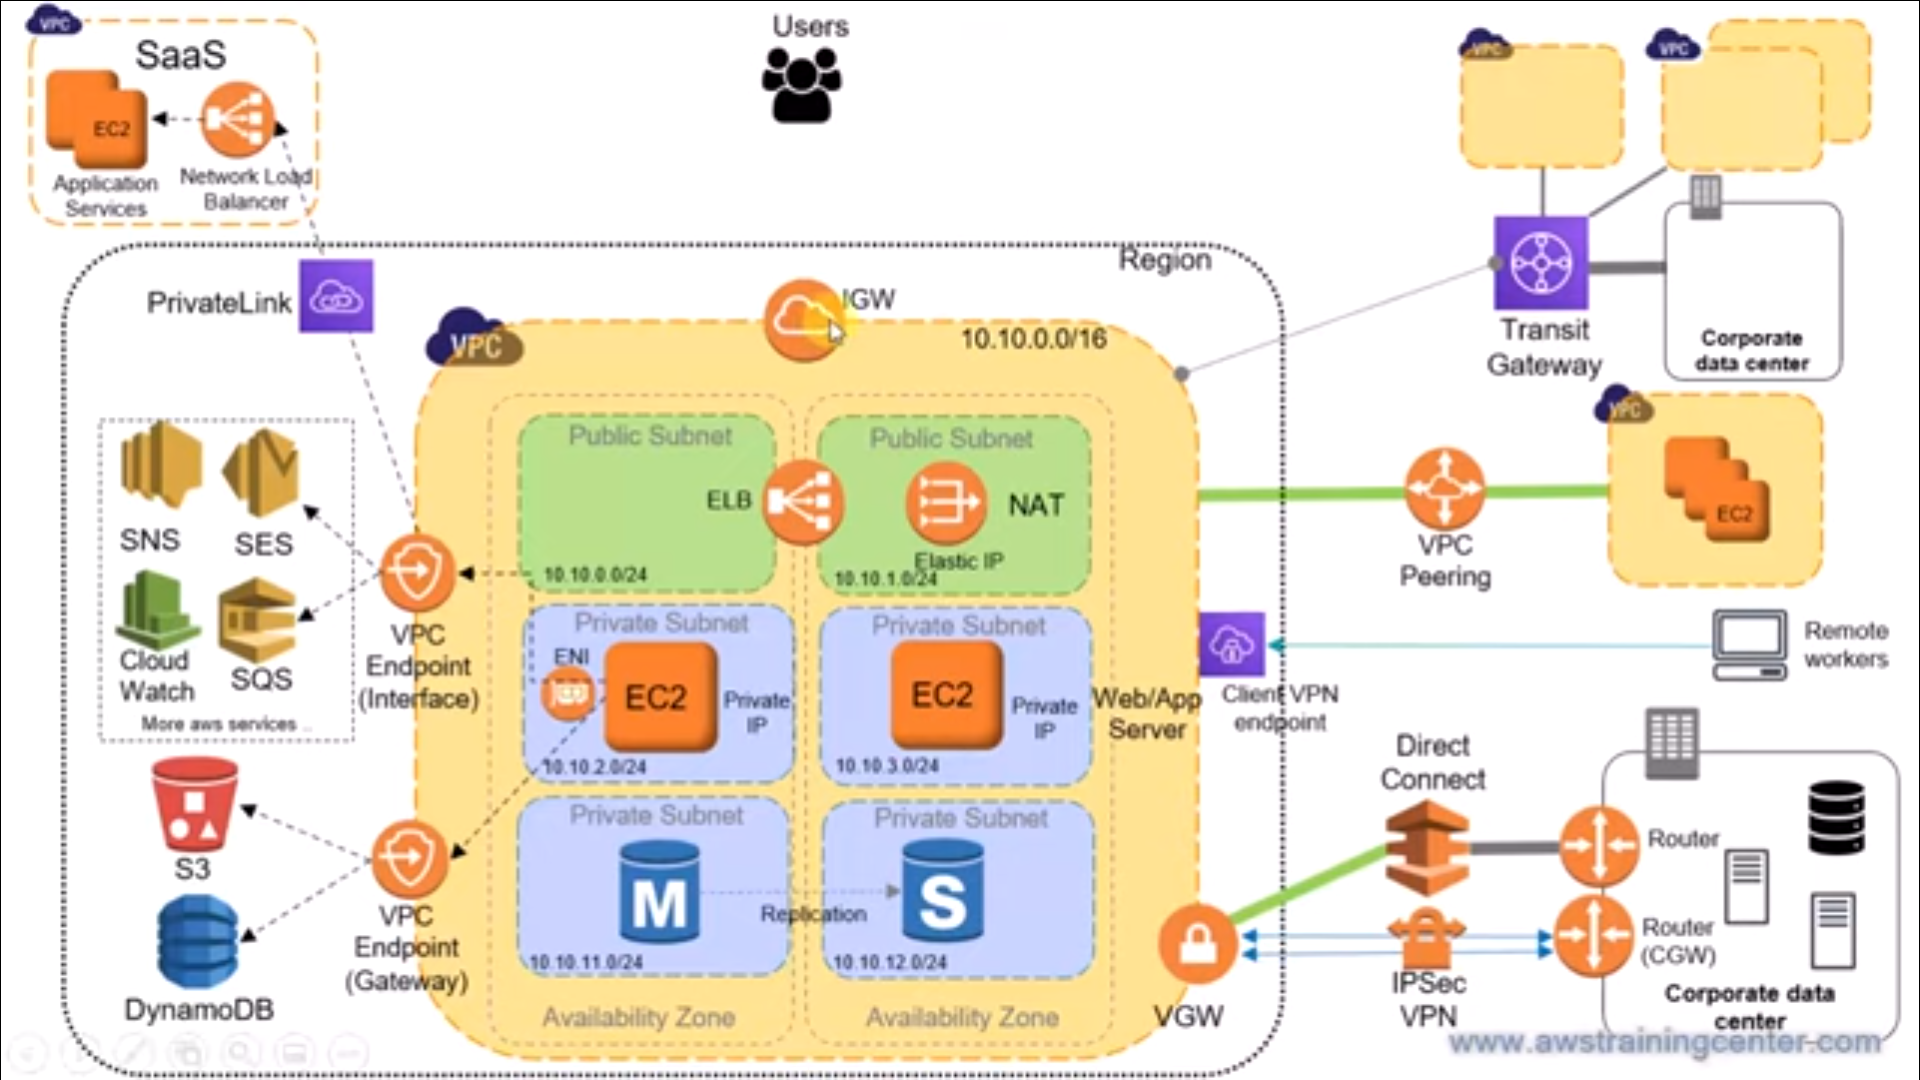 VPC
SaaS
EC2
Application
Services
Network Load
Balancer
Users
VPC
VPC
Region
PrivateLink
IGW
VPC
10.10.0.0/16
Transit
Gateway
Corporate
data center
SNS
SES
Cloud
Watch
SQS
More aws services ..
VPC
Endpoint
(Interface)
Public Subnet
10.10.0.0/24
ELB
Public Subnet
NAT
Elastic IP
10.10.1.0/24
Private Subnet
ENI
EC2
Private
IP
10.10.2.0/24
Private Subnet
EC2
Private
IP
10.10.3.0/24
Web/App
Server
VPC
Peering
VPC
EC2
Client VPN
endpoint
Remote
workers
S3
DynamoDB
VPC
Endpoint
(Gateway)
Private Subnet
M
10.10.11.0/24
Replication
Private Subnet
S
10.10.12.0/24
Availability Zone
Availability Zone
VGW
Direct
Connect
IPSec
VPN
Router
Router
(CGW)
Corporate data
center
www.awstrainingcenter.com